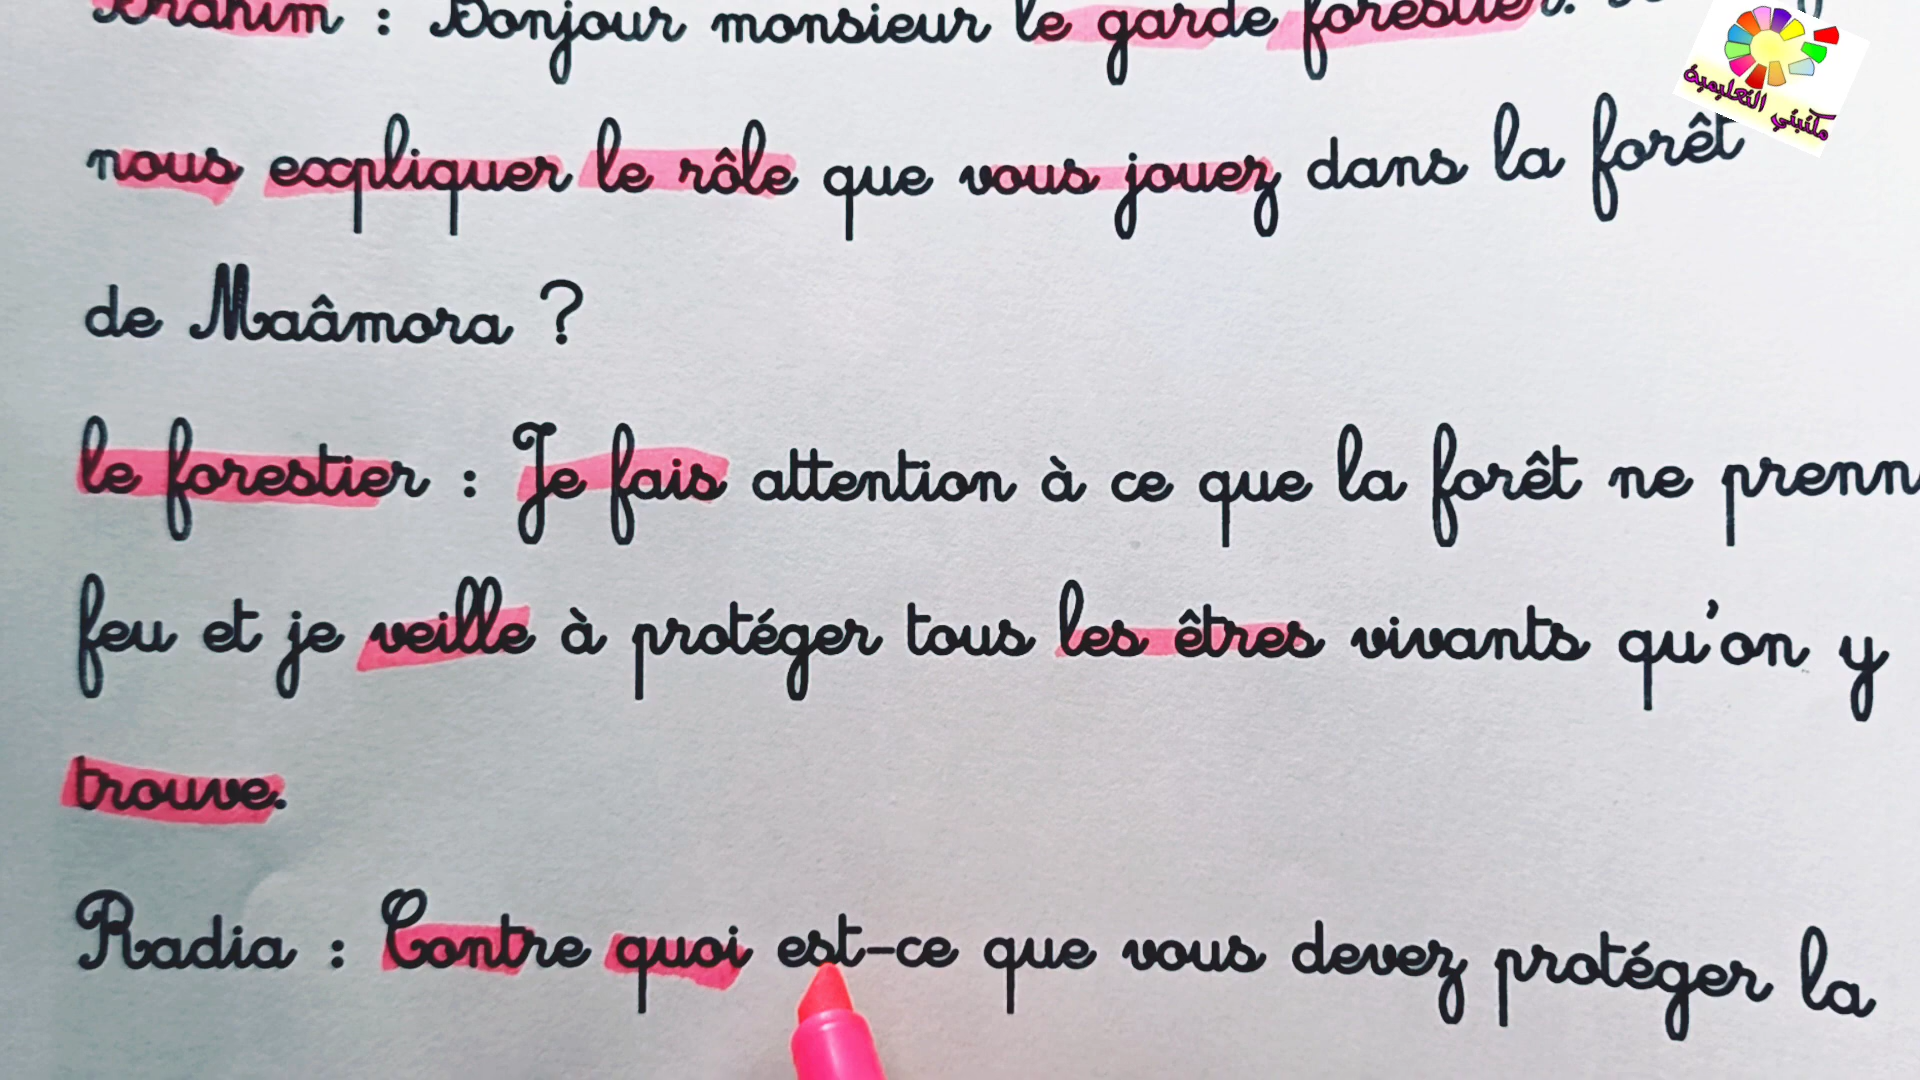 Brahim : Bonjour monsieur le garde forestier.
nous expliquer le rôle que vous jouez dans la forêt
de Maâmora ?
le forestier : Je fais attention à ce que la forêt ne prenn
feu et je veille à protéger tous les êtres vivants qu'on y
trouve.
Radia : Contre quoi est-ce que vous devez protéger la
مكتبتي التعليمية